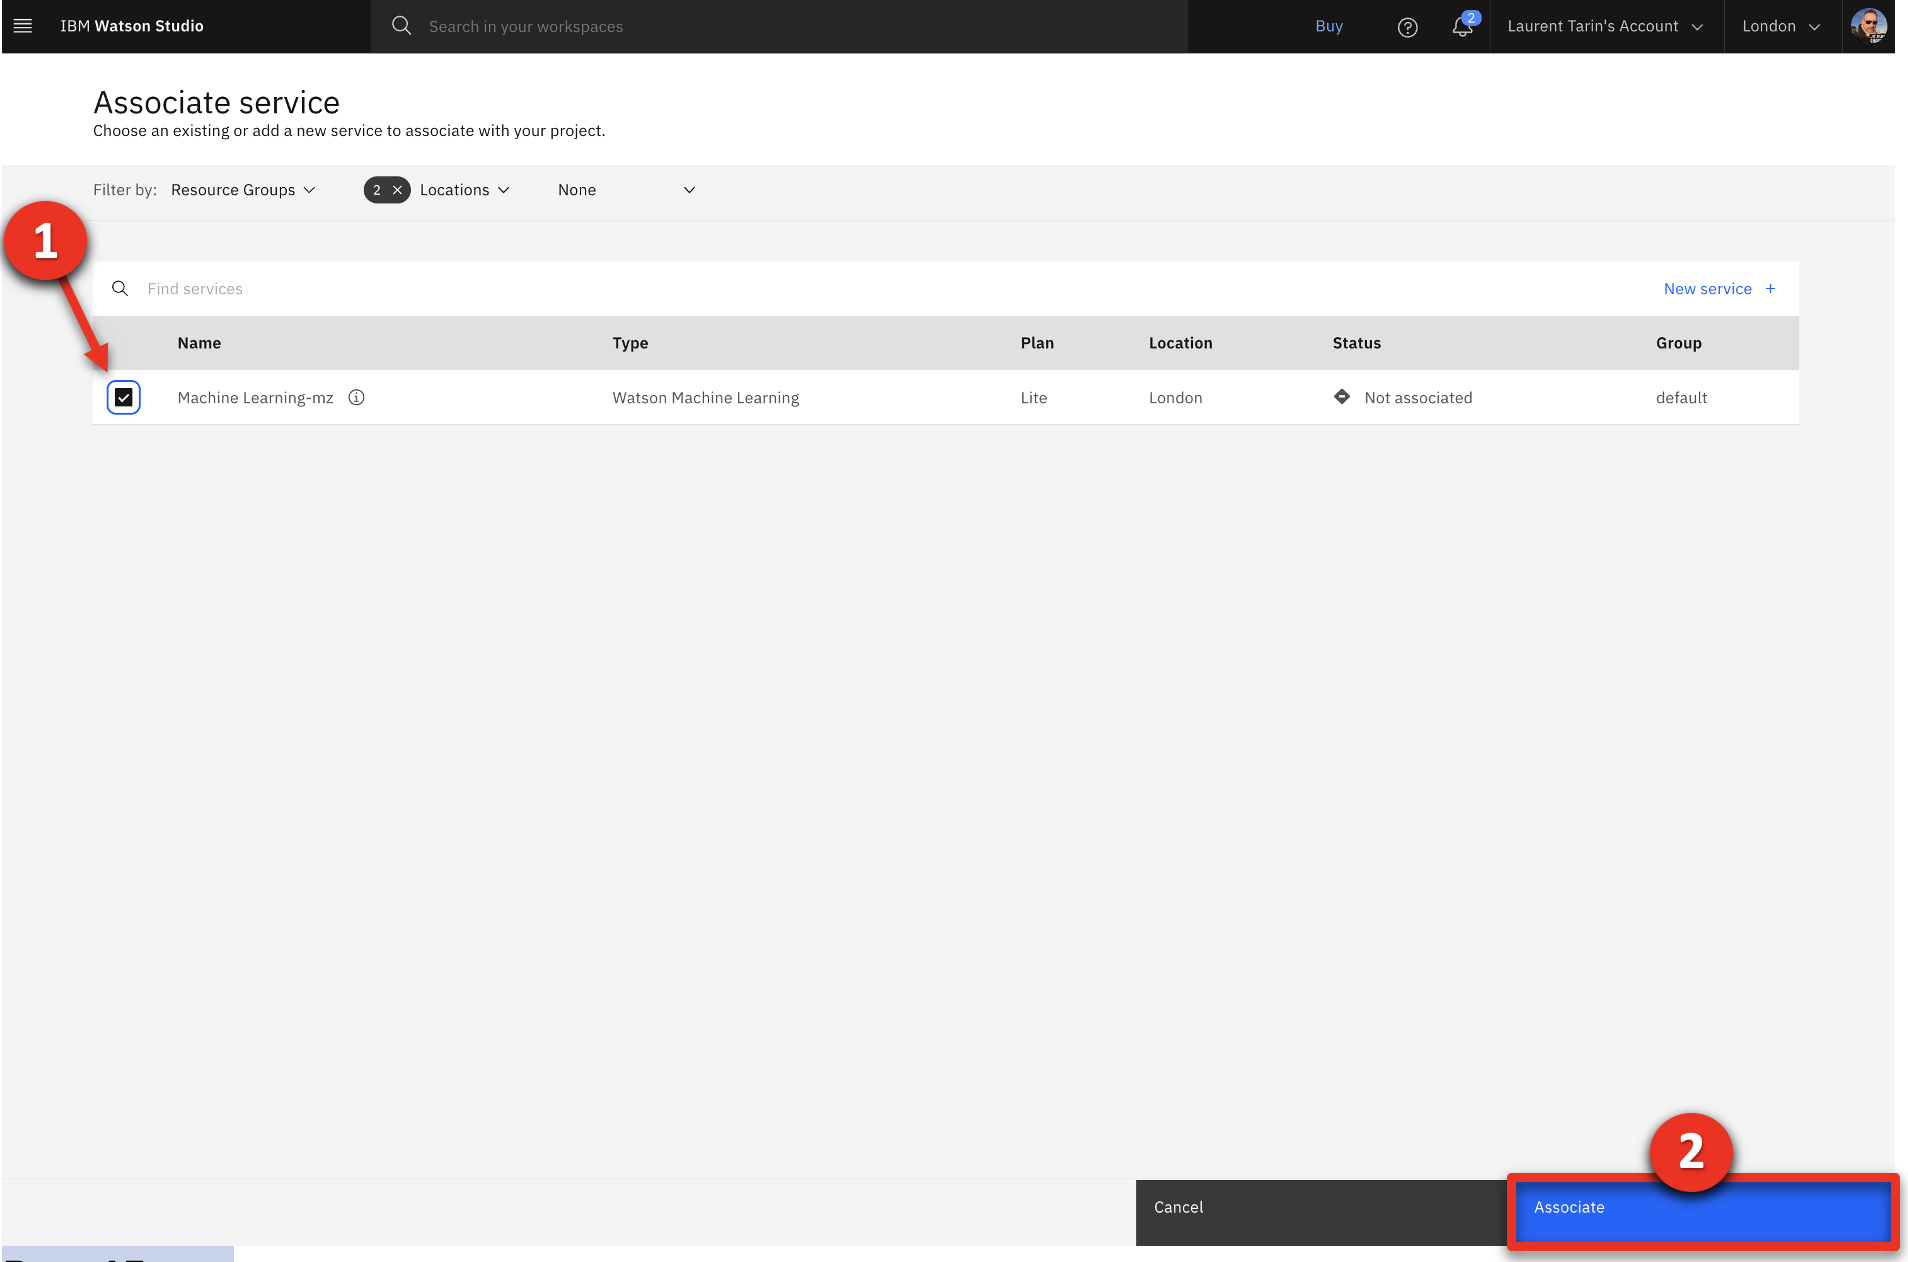 IBM Watson Studio
Search in your workspaces
Buy
2
Laurent Tarin's Account
London
Associate service
Choose an existing or add a new service to associate with your project.
Filter by: Resource Groups
2 Locations
None
1
Find services
New service +
Name Type Plan Location Status Group
Machine Learning-mz Watson Machine Learning Lite London Not associated default
2
Cancel
Associate